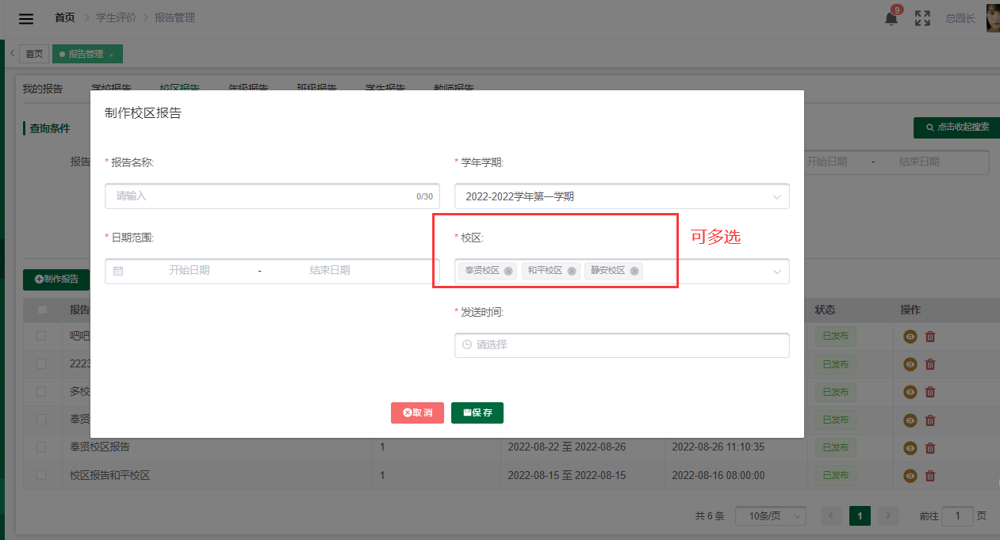 首页 > 学生评价 > 报告管理
9
总园长
首页
报告管理 ×
我的报告 学校报告 校区报告 年级报告 班级报告 学生报告 教师报告
制作校区报告
查询条件
点击收起搜索
报告
开始日期 - 结束日期
* 报告名称:
* 学年学期:
请输入 0/30
2022-2022学年第一学期
* 日期范围:
* 校区:
可多选
开始日期 - 结束日期
奉贤校区 和平校区 静安校区
制作报告
* 发送时间:
请选择
报告 状态 操作
吧吧 已发布
2223 已发布
多校 已发布
奉贤 已发布
取消 保存
奉贤校区报告 1 2022-08-22 至 2022-08-26 2022-08-26 11:10:35 已发布
校区报告和平校区 1 2022-08-15 至 2022-08-15 2022-08-16 08:00:00 已发布
共 6 条 10条/页 < 1 > 前往 1 页